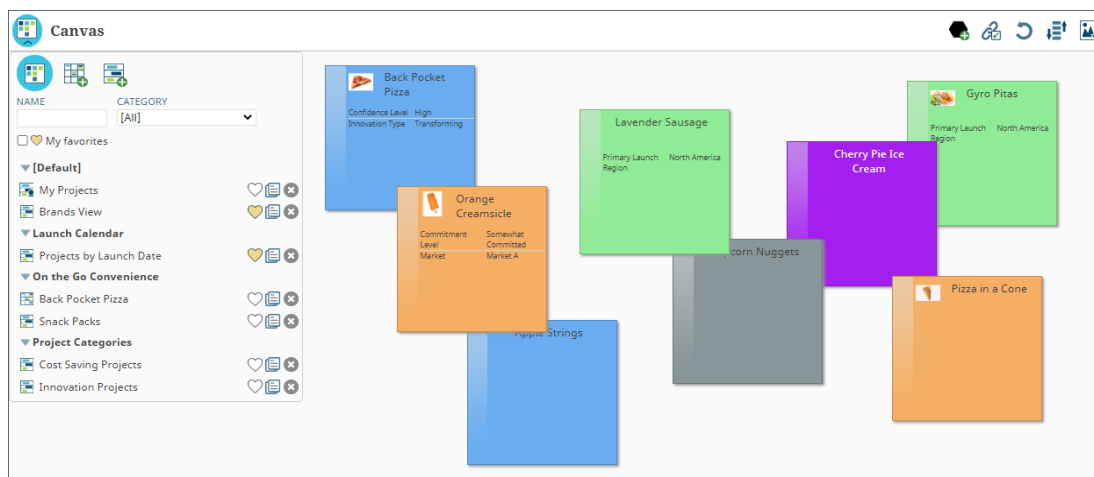 Canvas
NAME
CATEGORY
[All]
My favorites
[Default]
My Projects
Brands View
Launch Calendar
Projects by Launch Date
On the Go Convenience
Back Pocket Pizza
Snack Packs
Project Categories
Cost Saving Projects
Innovation Projects
Back Pocket
Pizza
Confidence Level High
Innovation Type Transforming
Orange
Creamsicle
Commitment Somewhat
Level Committed
Market Market A
Apple Strings
Lavender Sausage
Primary Launch North America
Region
corn Nuggets
Cherry Pie Ice
Cream
Gyro Pitas
Primary Launch North America
Region
Pizza in a Cone